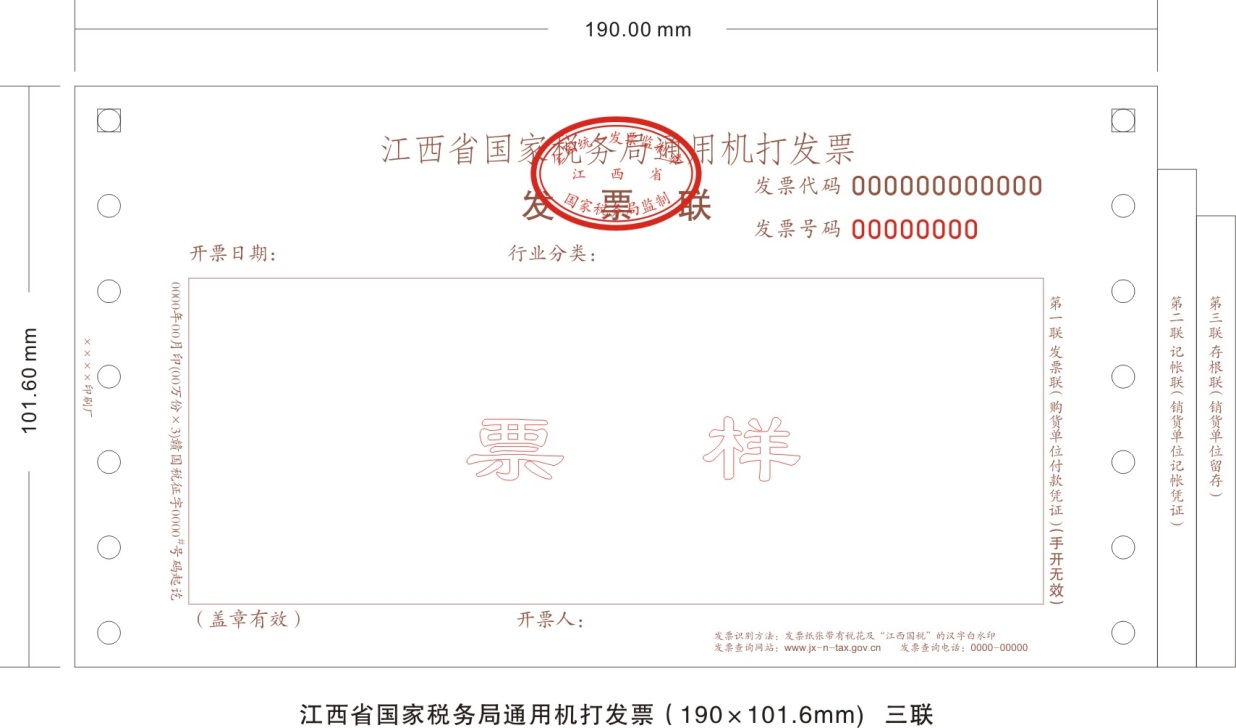 190.00 mm
江西省国家税务局通用机打发票
全国统一发票监制章
江西省
国家税务局监制
发票联
发票代码 000000000000
发票号码 00000000
开票日期：
行业分类：
101.60 mm
××××印刷厂
0000年00月印(00万份×3)赣国税征字0000#号码起讫
票样
第一联 发票联(购货单位付款凭证)(手开无效)
第二联 记帐联(销货单位记帐凭证)
第三联 存根联(销货单位留存)
(盖章有效)
开票人：
发票识别方法：发票纸张带有税花及“江西国税”的汉字白水印
发票查询网站：www.jx-n-tax.gov.cn 发票查询电话：0000-00000
江西省国家税务局通用机打发票(190×101.6mm) 三联